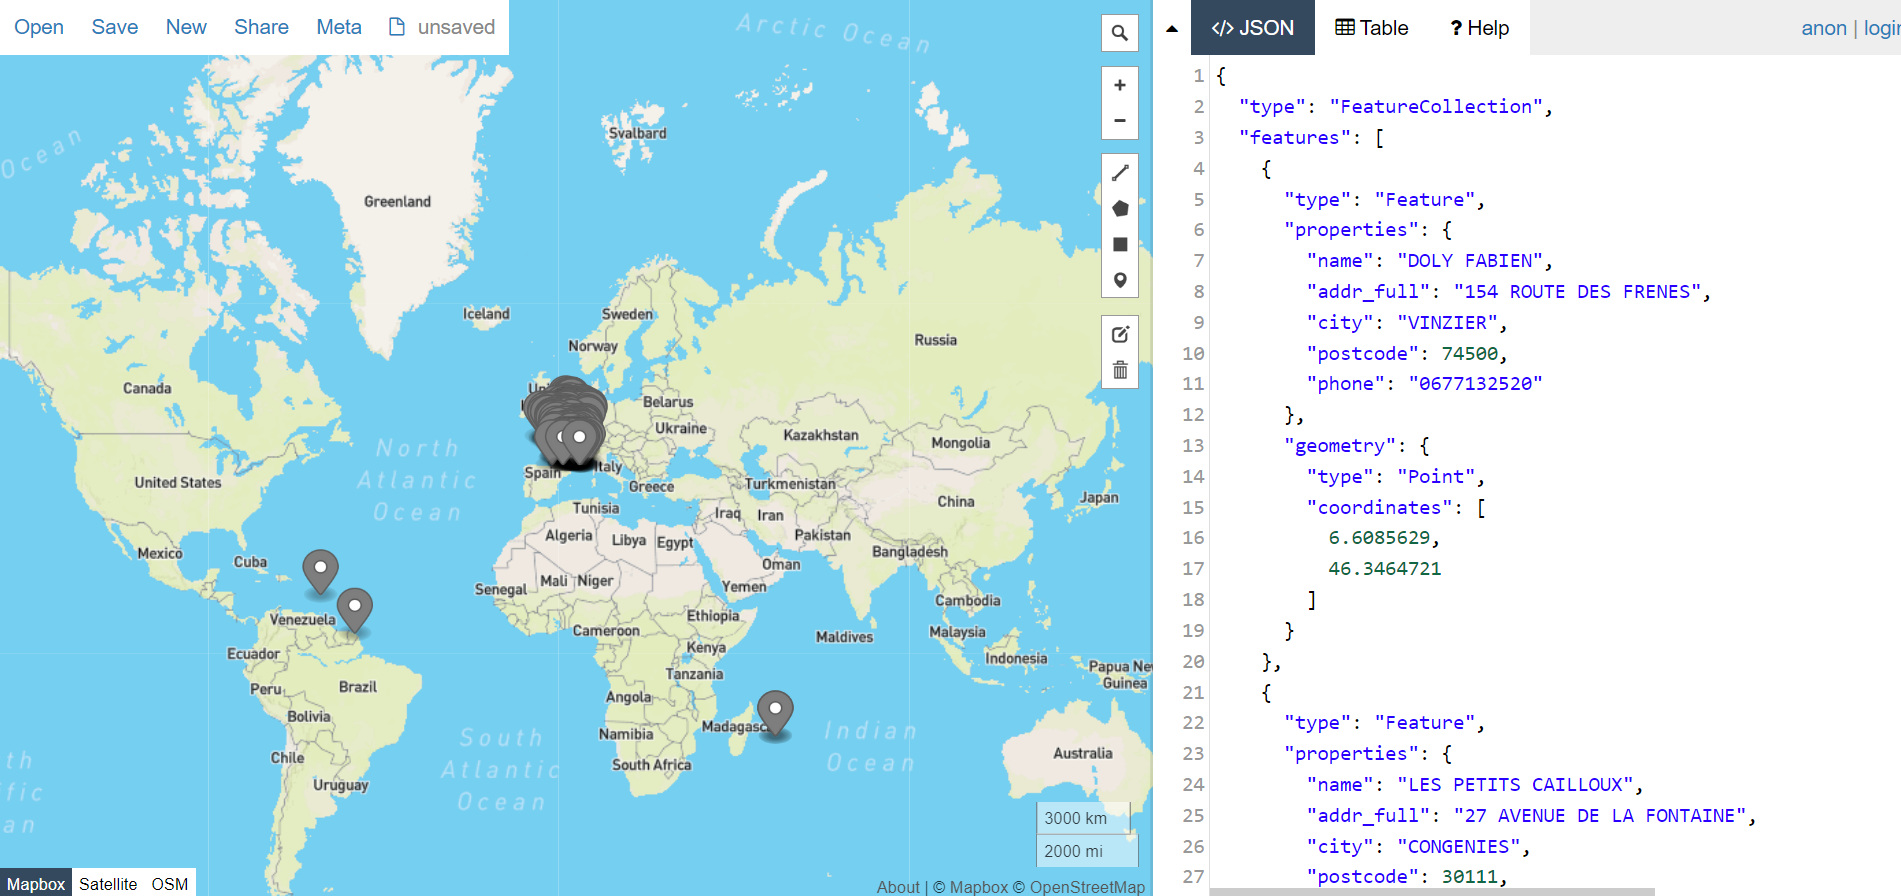 Open Save New Share Meta unsaved
Arctic Ocean
Ocean
Svalbard
Greenland
Iceland
Sweden
Norway
Russia
Canada
Belarus
Ukraine
Kazakhstan
Mongolia
North
Atlantic
Ocean
Spain
Italy
Greece
Turkmenistan
United States
China
Japan
Tunisia
Iraq
Iran
Algeria
Libya
Egypt
Pakistan
Mexico
Cuba
Bangladesh
Oman
Senegal
Mali
Niger
Yemen
Cambodia
Venezuela
Ethiopia
Cameroon
Maldives
Malaysia
Ecuador
Kenya
Indonesia
Papua Ne
Guinea
Peru
Brazil
Tanzania
Angola
Bolivia
Madagasc
Namibia
Indian
Ocean
South
Atlantic
Ocean
Chile
South Africa
Australia
Uruguay
3000 km
2000 mi
Mapbox Satellite OSM
About | © Mapbox © OpenStreetMap
</> JSON Table ? Help
anon | login
1 {
2 "type": "FeatureCollection",
3 "features": [
4 {
5 "type": "Feature",
6 "properties": {
7 "name": "DOLY FABIEN",
8 "addr_full": "154 ROUTE DES FRENES",
9 "city": "VINZIER",
10 "postcode": 74500,
11 "phone": "0677132520"
12 },
13 "geometry": {
14 "type": "Point",
15 "coordinates": [
16 6.6085629,
17 46.3464721
18 ]
19 }
20 },
21 {
22 "type": "Feature",
23 "properties": {
24 "name": "LES PETITS CAILLOUX",
25 "addr_full": "27 AVENUE DE LA FONTAINE",
26 "city": "CONGENIES",
27 "postcode": 30111,